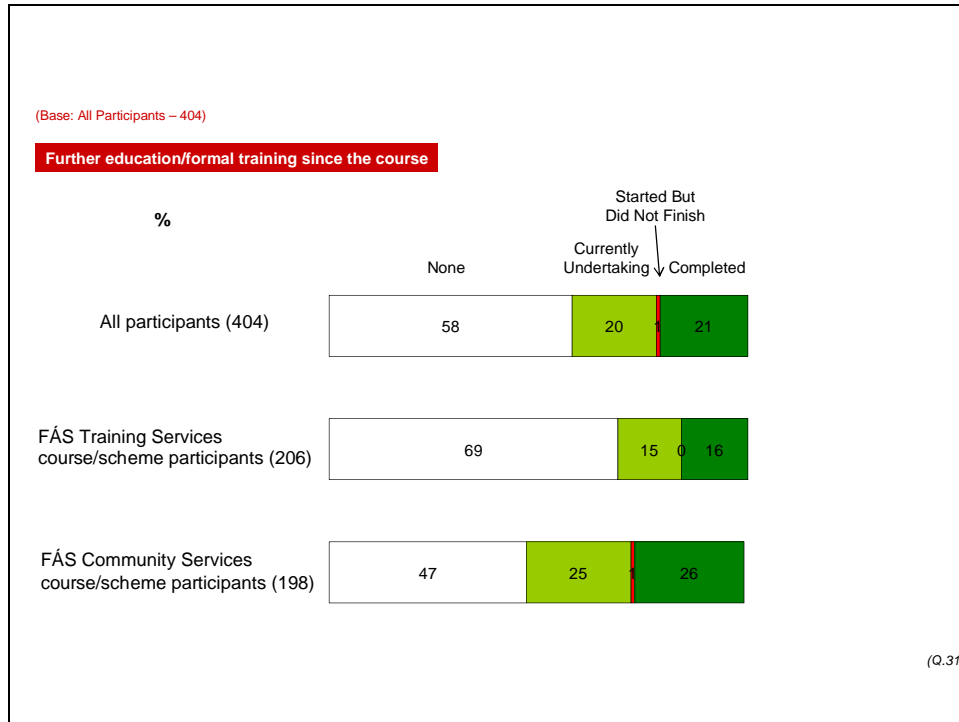 (Base: All Participants – 404)
Further education/formal training since the course
%
Started But
Did Not Finish
None
Currently
Undertaking
Completed
All participants (404)
58
20
1
21
FÁS Training Services
course/scheme participants (206)
69
15
0
16
FÁS Community Services
course/scheme participants (198)
47
25
1
26
(Q.31